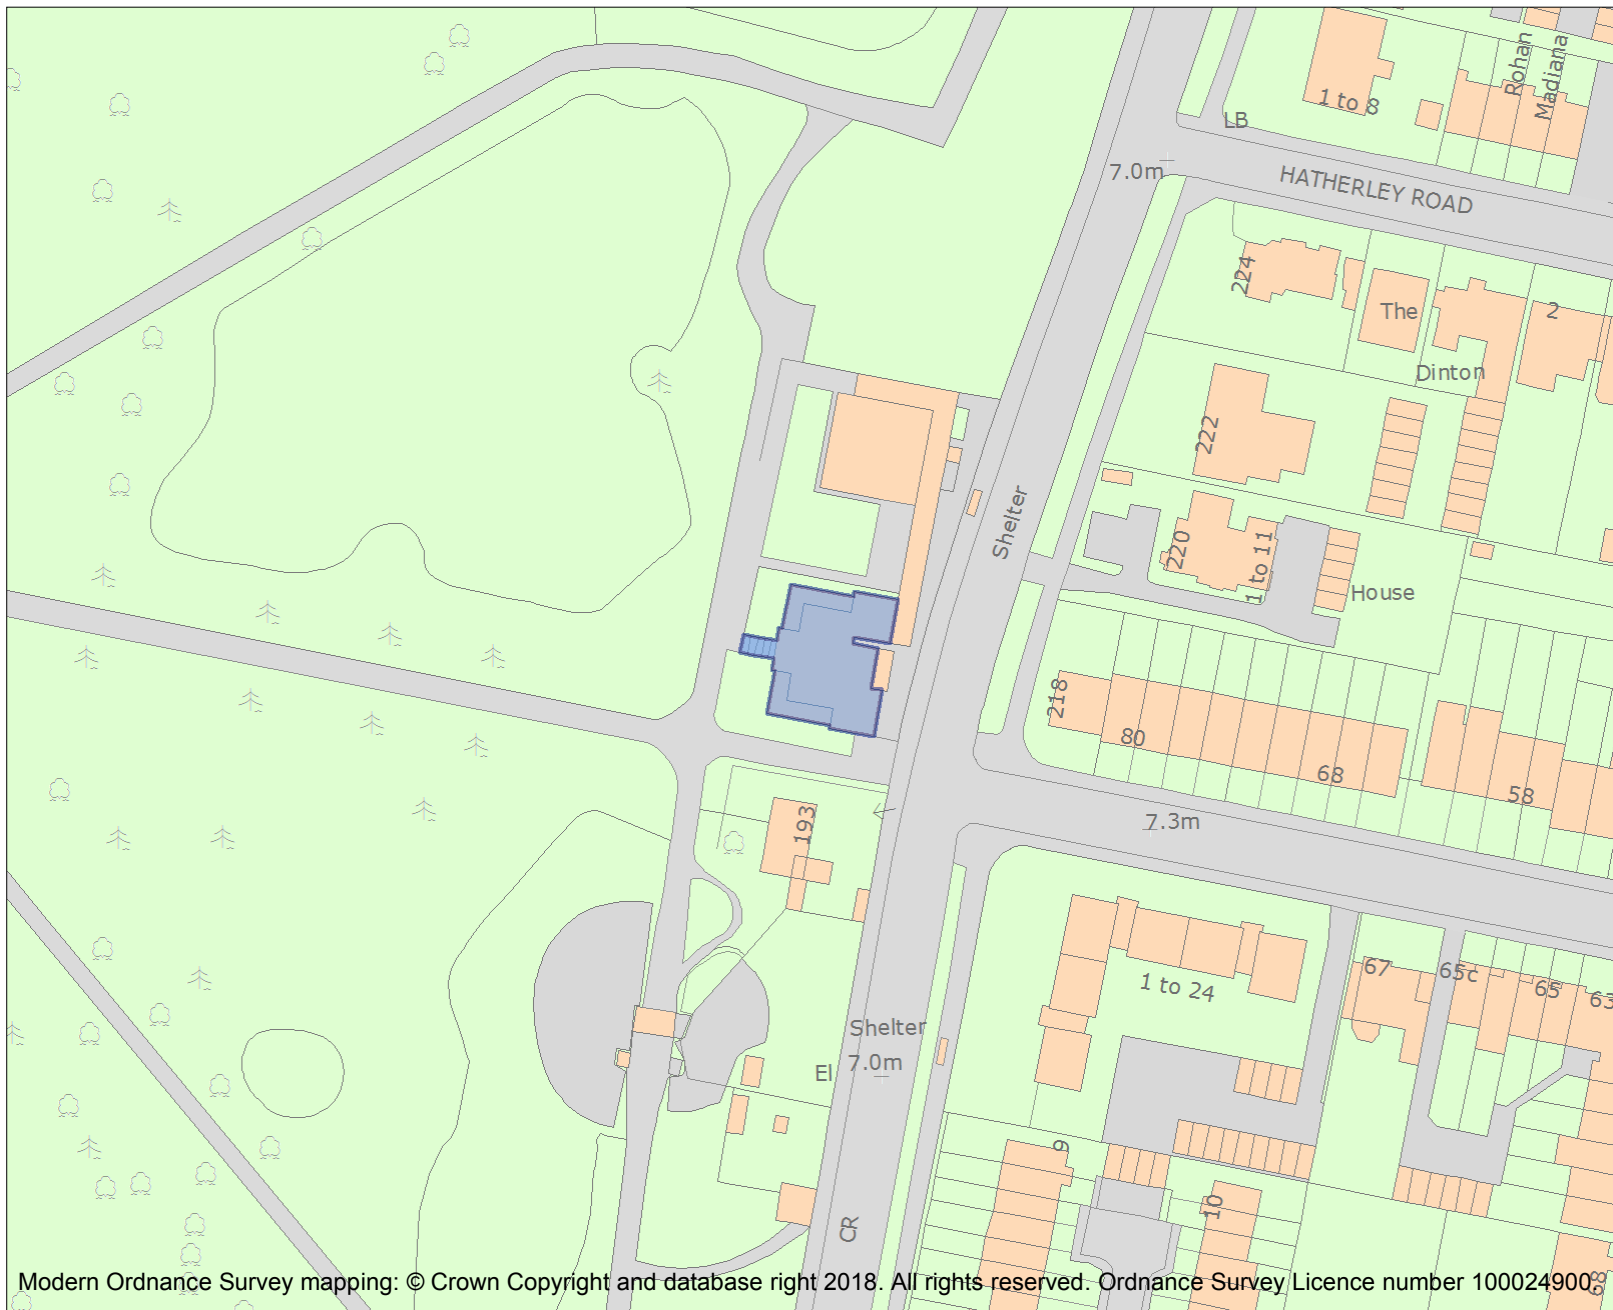 Rohan
Madiana
1 to 8
LB
7.0m
HATHERLEY ROAD
224
The
2
Dinton
222
Shelter
220
1 to 11
House
218
80
68
58
193
7.3m
67
65c
65
63
1 to 24
Shelter
El
7.0m
9
10
CR
68
Modern Ordnance Survey mapping: © Crown Copyright and database right 2018. All rights reserved. Ordnance Survey Licence number 100024900.